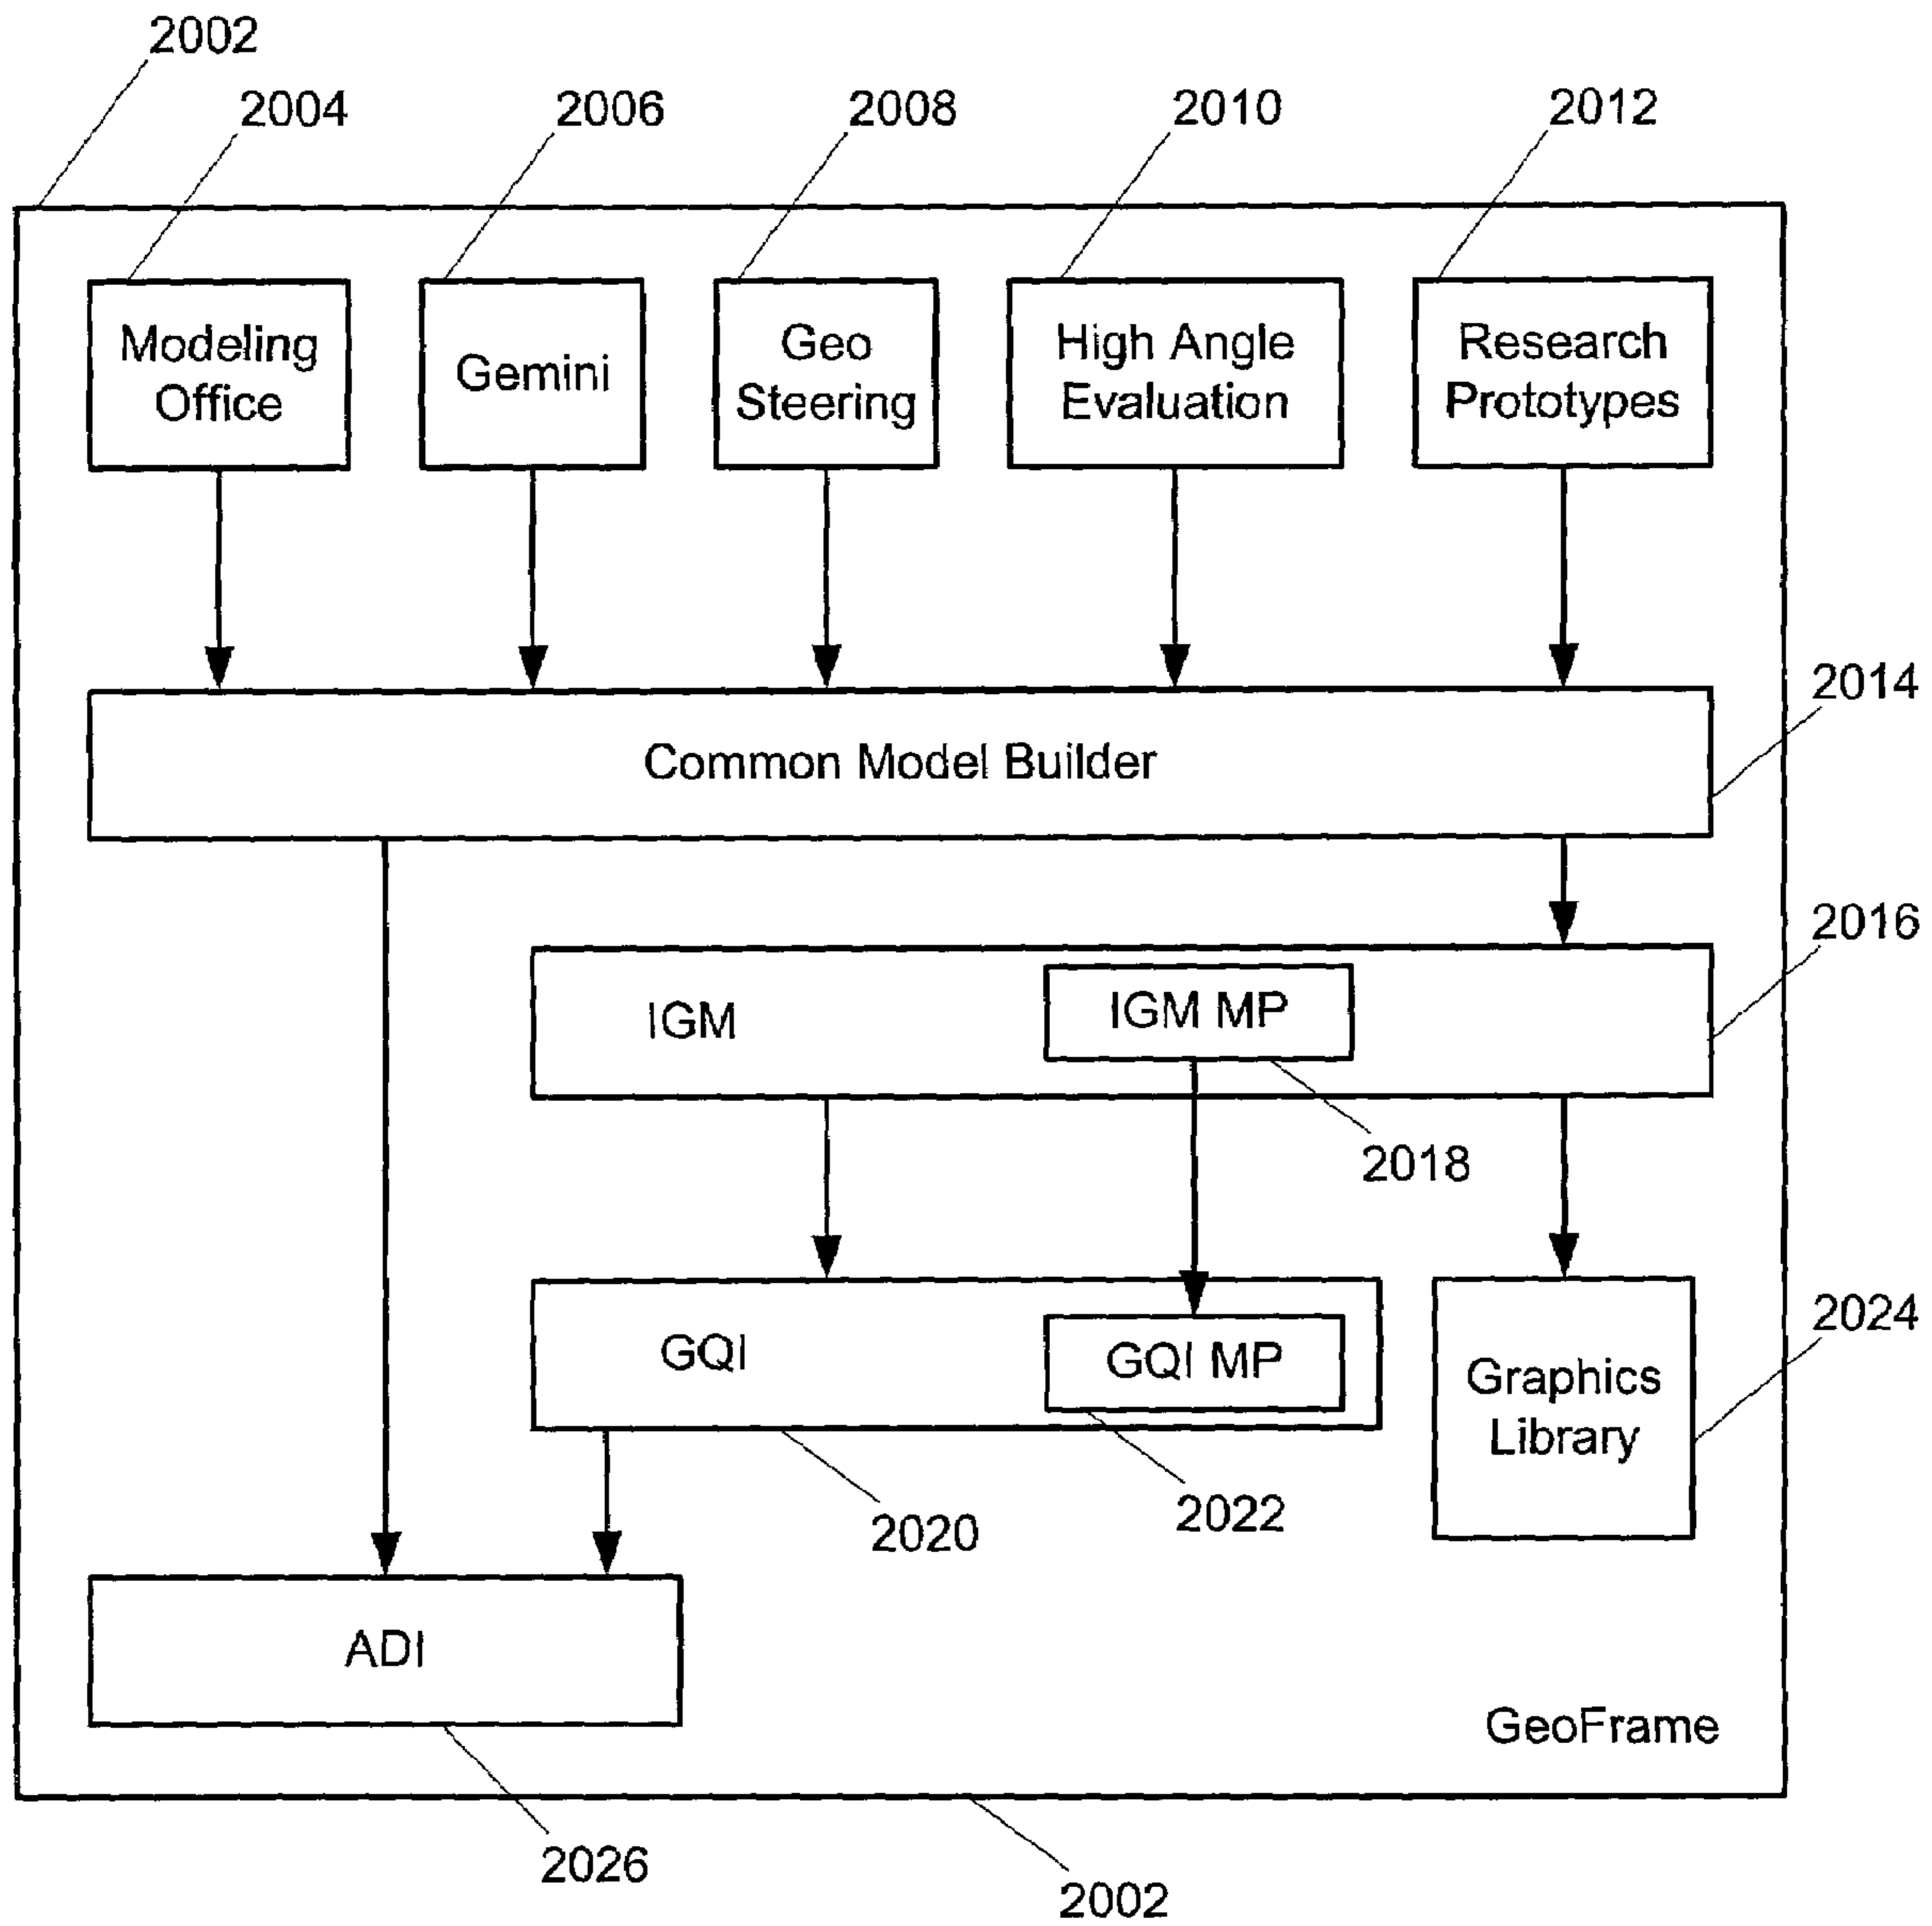 2002
2004
2006
2008
2010
2012
Modeling
Office
Gemini
Geo
Steering
High Angle
Evaluation
Research
Prototypes
2014
Common Model Builder
2016
IGM
IGM MP
2018
GQI
GQI MP
2024
Graphics
Library
2020
2022
ADI
GeoFrame
2026
2002